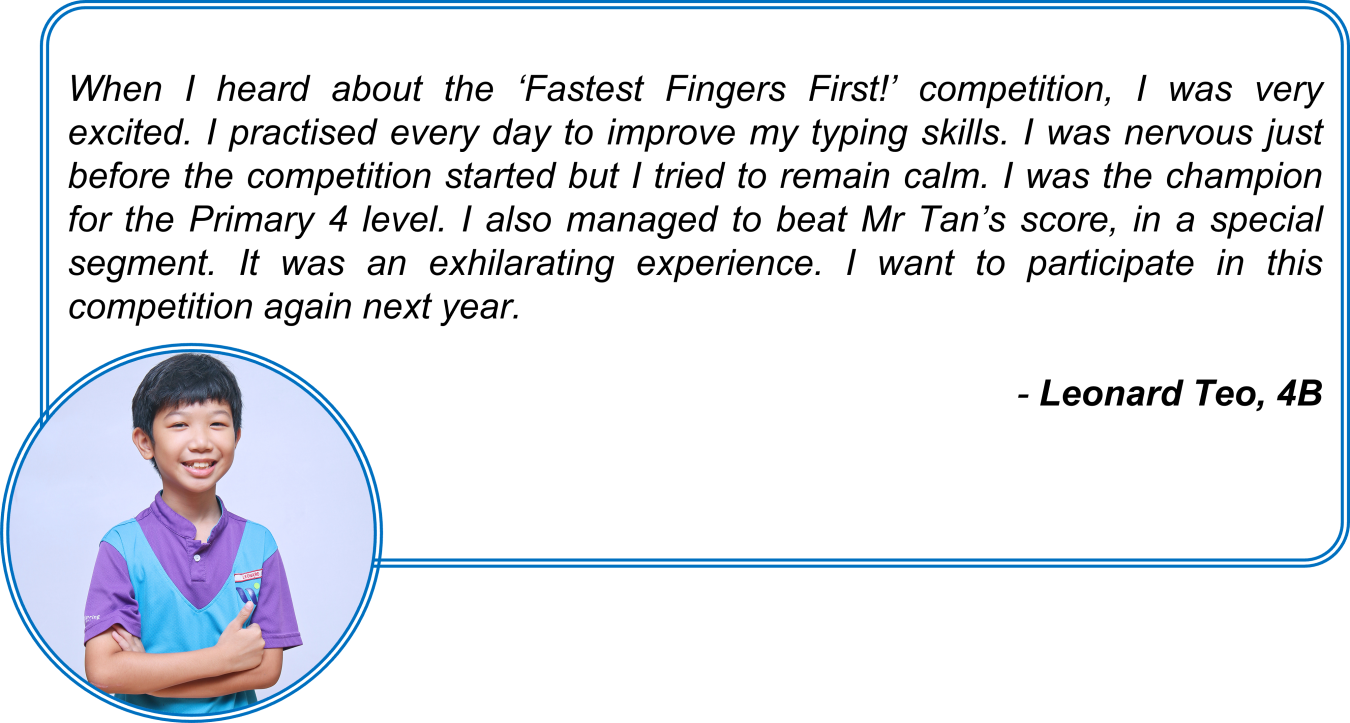 When I heard about the ‘Fastest Fingers First!’ competition, I was very
excited. I practised every day to improve my typing skills. I was nervous just
before the competition started but I tried to remain calm. I was the champion
for the Primary 4 level. I also managed to beat Mr Tan’s score, in a special
segment. It was an exhilarating experience. I want to participate in this
competition again next year.
- Leonard Teo, 4B